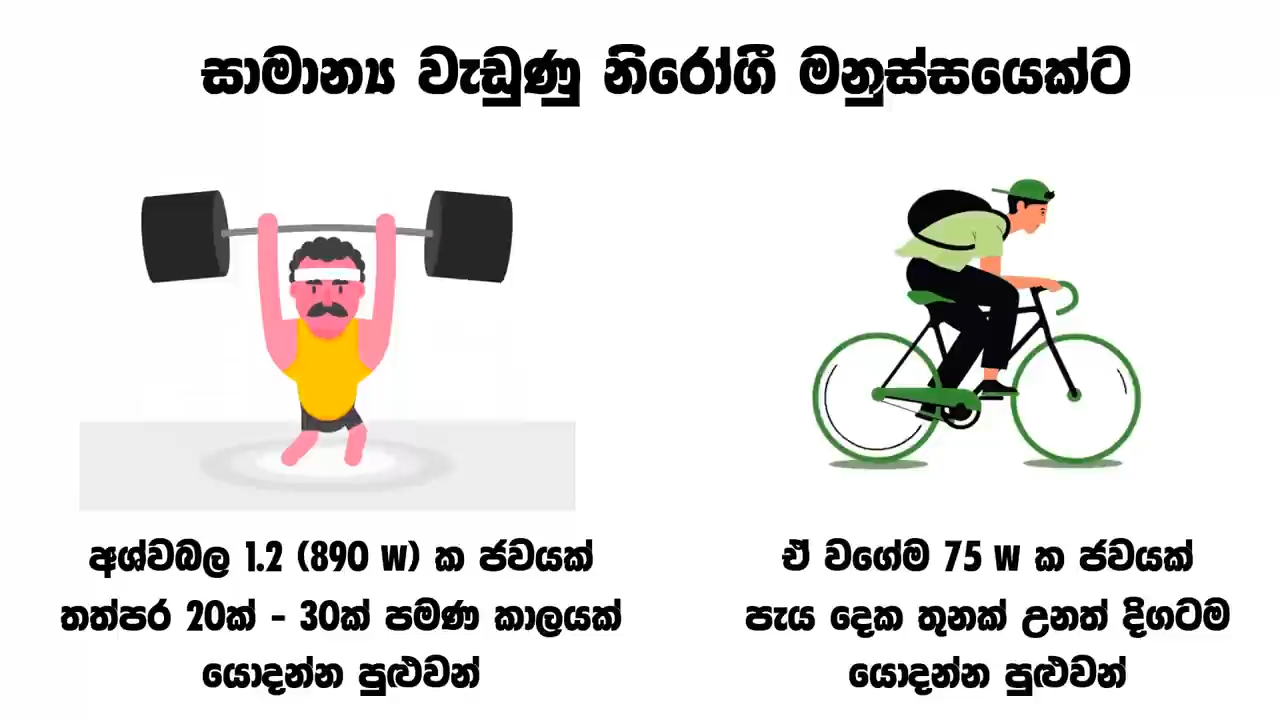 සාමාන්‍ය වැඩුණු නිරෝගී මනුස්සයෙක්ට
අශ්වබල 1.2 (890 W) ක ජවයක්
තත්පර 20ක් - 30ක් පමණ කාලයක්
යොදන්න පුළුවන්
ඒ වගේම 75 W ක ජවයක්
පැය දෙක තුනක් උනත් දිගටම
යොදන්න පුළුවන්